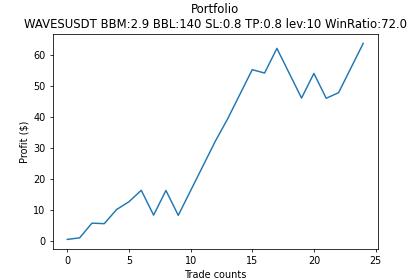 Portfolio
WAVESUSDT BBM:2.9 BBL:140 SL:0.8 TP:0.8 lev:10 WinRatio:72.0
60
50
40
30
20
10
0
Profit ($)
0 5 10 15 20 25
Trade counts